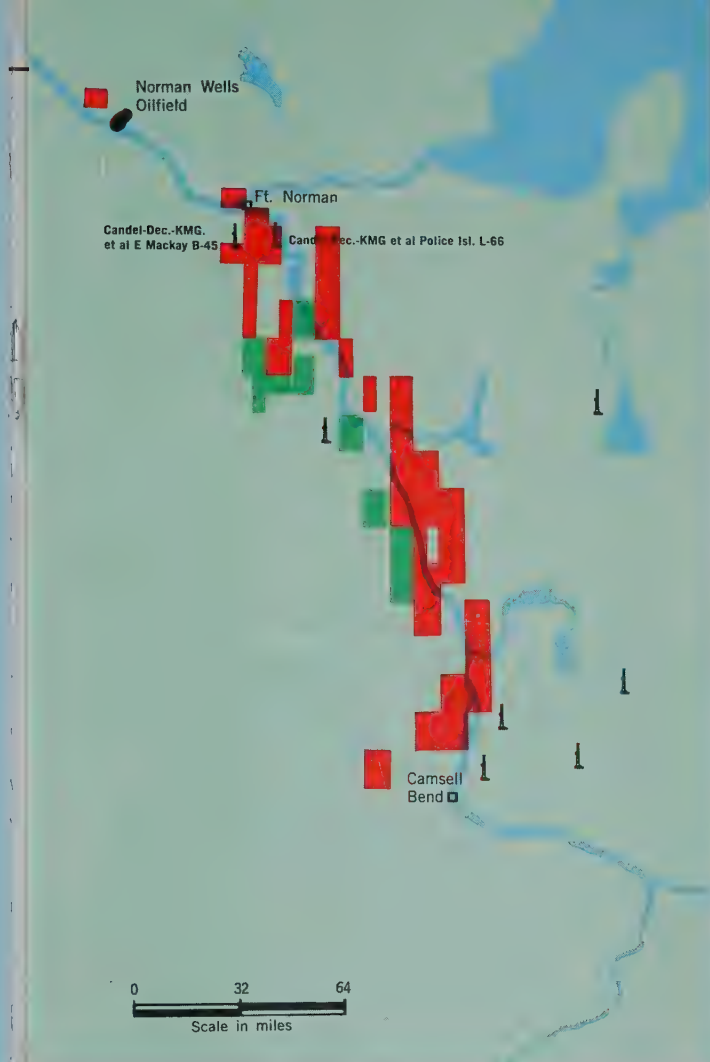 Norman Wells
Oilfield
Ft. Norman
Candel-Dec.-KMG.
et al E Mackay B-45
Cand ec.-KMG et al Police Isl. L-66
Camsell
Bend
0 32 64
Scale in miles